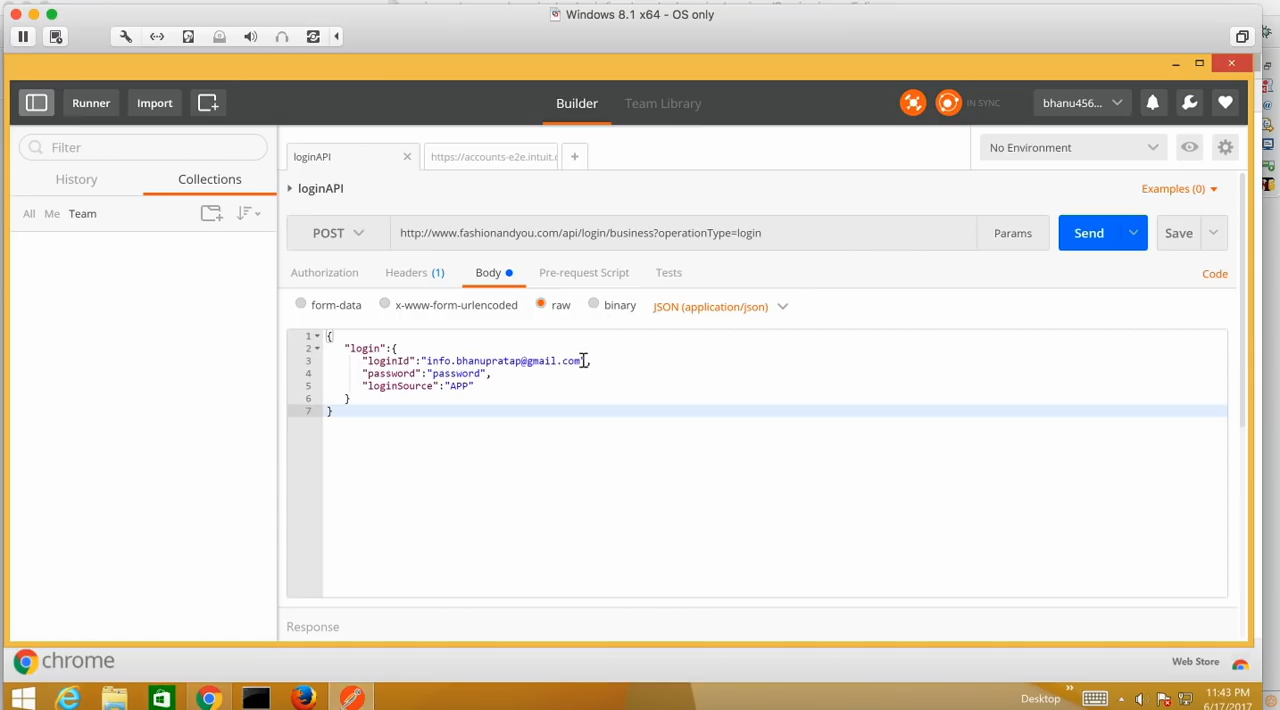 Windows 8.1 x64 - OS only
Runner
Import
Builder
Team Library
IN SYNC
bhanu456...
Filter
History
Collections
All Me Team
loginAPI
https://accounts-e2e.intuit.c
No Environment
loginAPI
Examples (0)
POST
http://www.fashionandyou.com/api/login/business?operationType=login
Params
Send
Save
Authorization
Headers (1)
Body
Pre-request Script
Tests
Code
form-data
x-www-form-urlencoded
raw
binary
JSON (application/json)
1 {
2 "login":{
3 "loginId":"info.bhanupratap@gmail.com",
4 "password":"password",
5 "loginSource":"APP"
6 }
7 }
Response
chrome
Web Store
Desktop
11:43 PM
6/17/2017